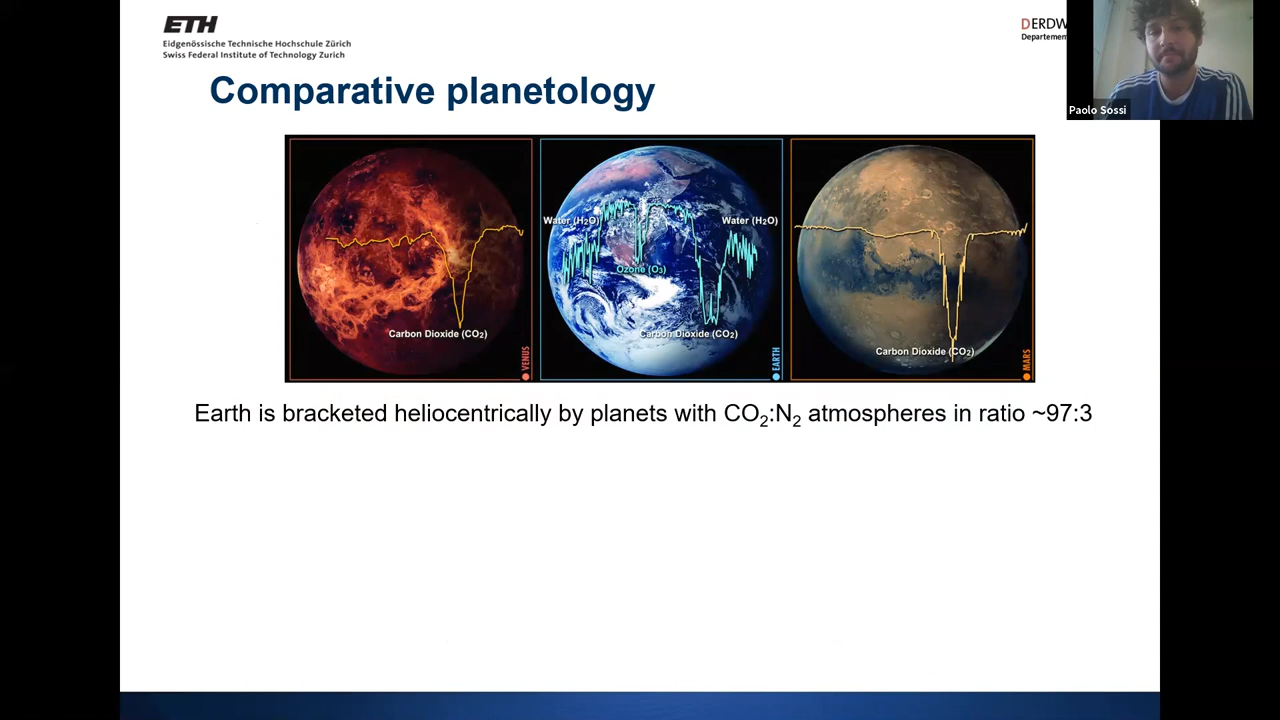 ETH
Eidgenössische Technische Hochschule Zürich
Swiss Federal Institute of Technology Zurich
DERDW
Departement
Paolo Sossi
Comparative planetology
Water (H2O)
Water (H2O)
Ozone (O3)
Carbon Dioxide (CO2)
Carbon Dioxide (CO2)
Carbon Dioxide (CO2)
VENUS
EARTH
MARS
Earth is bracketed heliocentrically by planets with CO2:N2 atmospheres in ratio ~97:3